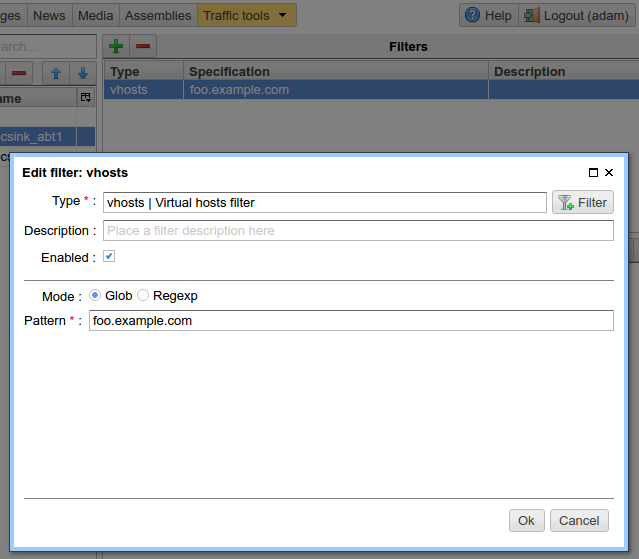 ges News Media Assemblies Traffic tools Help Logout (adam)
earch... Filters
Type Specification Description
vhosts foo.example.com
ame
csink_abt1
cs
Edit filter: vhosts
Type * : vhosts | Virtual hosts filter Filter
Description : Place a filter description here
Enabled :
Mode : Glob Regexp
Pattern * : foo.example.com
Ok Cancel